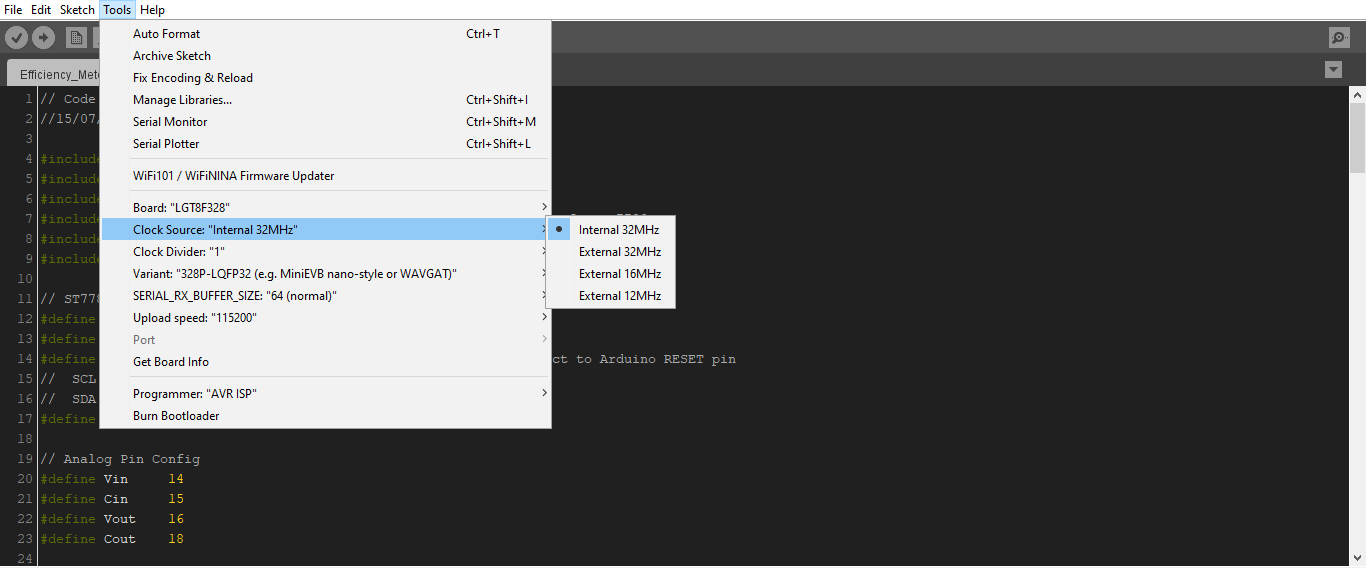 File Edit Sketch Tools Help
Auto Format Ctrl+T
Archive Sketch
Fix Encoding & Reload
Manage Libraries... Ctrl+Shift+I
Serial Monitor Ctrl+Shift+M
Serial Plotter Ctrl+Shift+L
WiFi101 / WiFiNINA Firmware Updater
Board: "LGT8F328"
Clock Source: "Internal 32MHz"
Clock Divider: "1"
Variant: "328P-LQFP32 (e.g. MiniEVB nano-style or WAVGAT)"
SERIAL_RX_BUFFER_SIZE: "64 (normal)"
Upload speed: "115200"
Port
Get Board Info
Programmer: "AVR ISP"
Burn Bootloader
Internal 32MHz
External 32MHz
External 16MHz
External 12MHz
Efficiency_Mete
1 // Code
2 //15/07/
3
4 #include
5 #include
6 #include
7 #include
8 #include
9 #include
10
11 // ST778
12 #define
13 #define
14 #define ct to Arduino RESET pin
15 // SCL
16 // SDA
17 #define
18
19 // Analog Pin Config
20 #define Vin 14
21 #define Cin 15
22 #define Vout 16
23 #define Cout 18
24